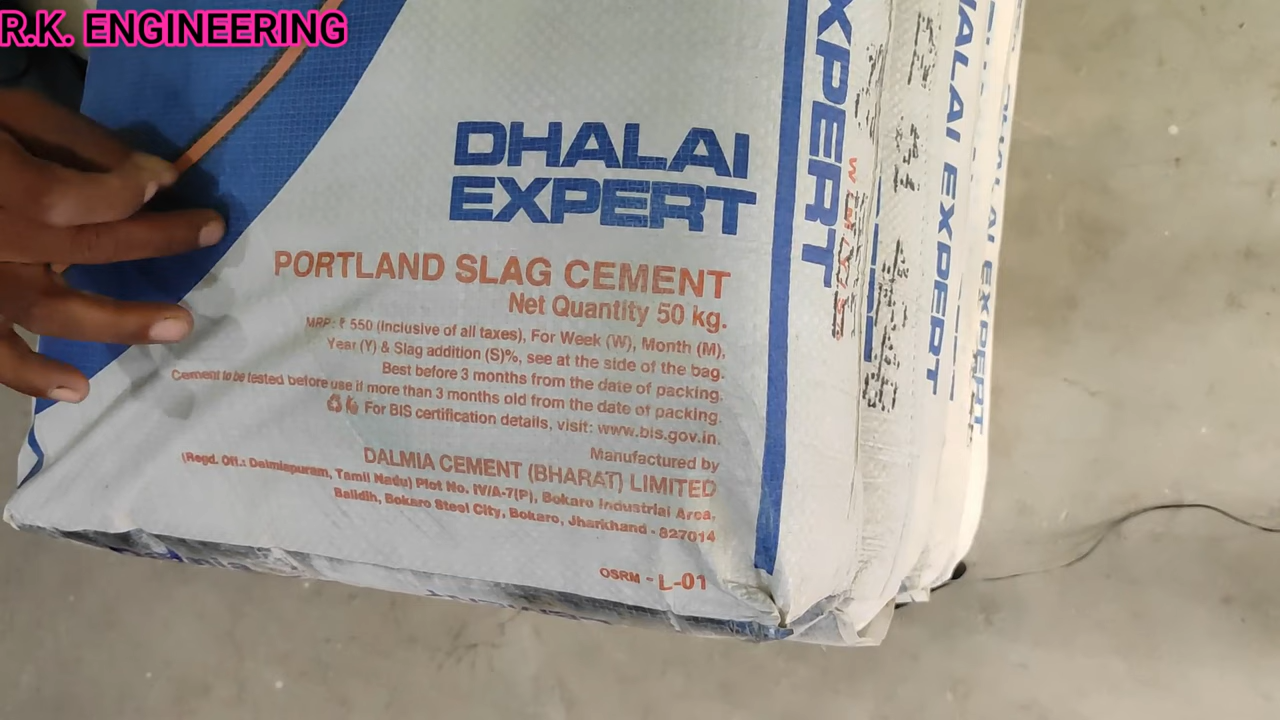 R.K. ENGINEERING
DHALAI
EXPERT
PORTLAND SLAG CEMENT
Net Quantity 50 kg.
MRP: ₹ 550 (Inclusive of all taxes), For Week (W), Month (M),
Year (Y) & Slag addition (S)%, see at the side of the bag.
Best before 3 months from the date of packing.
Cement to be tested before use if more than 3 months old from the date of packing.
For BIS certification details, visit: www.bis.gov.in.
Manufactured by
DALMIA CEMENT (BHARAT) LIMITED
(Regd. Off.: Dalmiapuram, Tamil Nadu) Plot No. IV/A-7(P), Bokaro Industrial Area,
Balidih, Bokaro Steel City, Bokaro, Jharkhand - 827014
OSRM - L-01
XPERT
W M Y S
HALAI EXPERT
DHALAI EXPERT